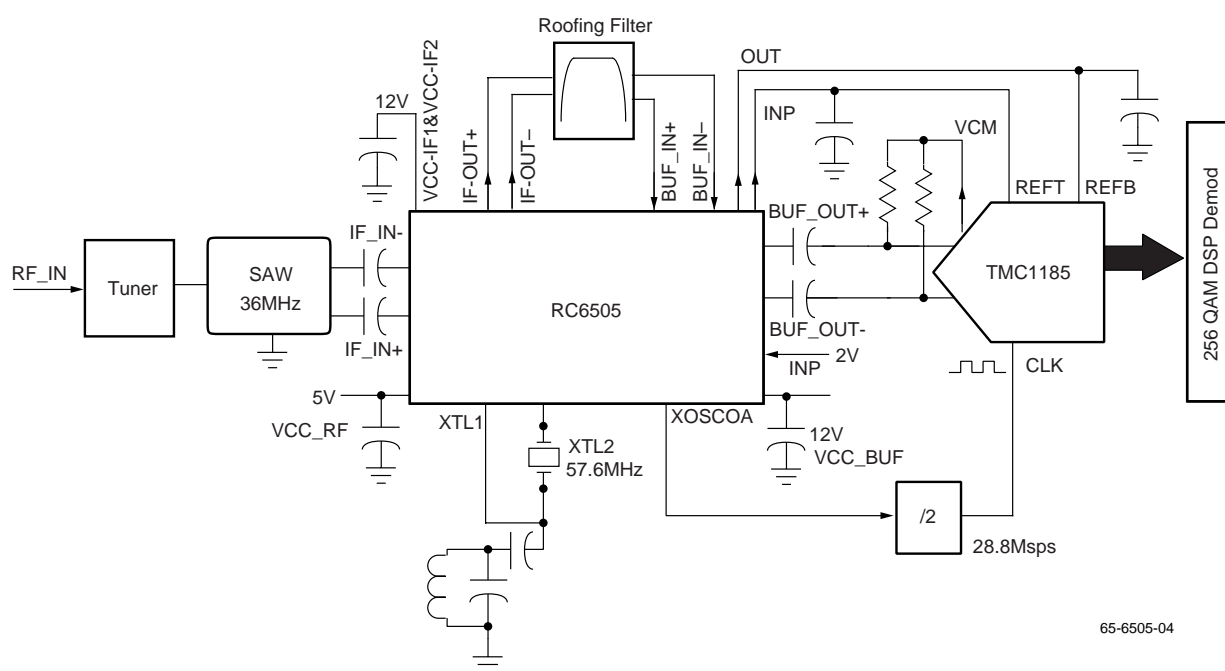 Roofing Filter
OUT
12V
VCC-IF1&VCC-IF2
IF-OUT+
IF-OUT–
BUF_IN+
BUF_IN–
INP
VCM
REFT
REFB
256 QAM DSP Demod
RF_IN
Tuner
SAW
36MHz
IF_IN-
IF_IN+
RC6505
BUF_OUT+
BUF_OUT-
TMC1185
2V
INP
CLK
5V
VCC_RF
XTL1
XTL2
57.6MHz
XOSCOA
12V
VCC_BUF
/2
28.8Msps
65-6505-04